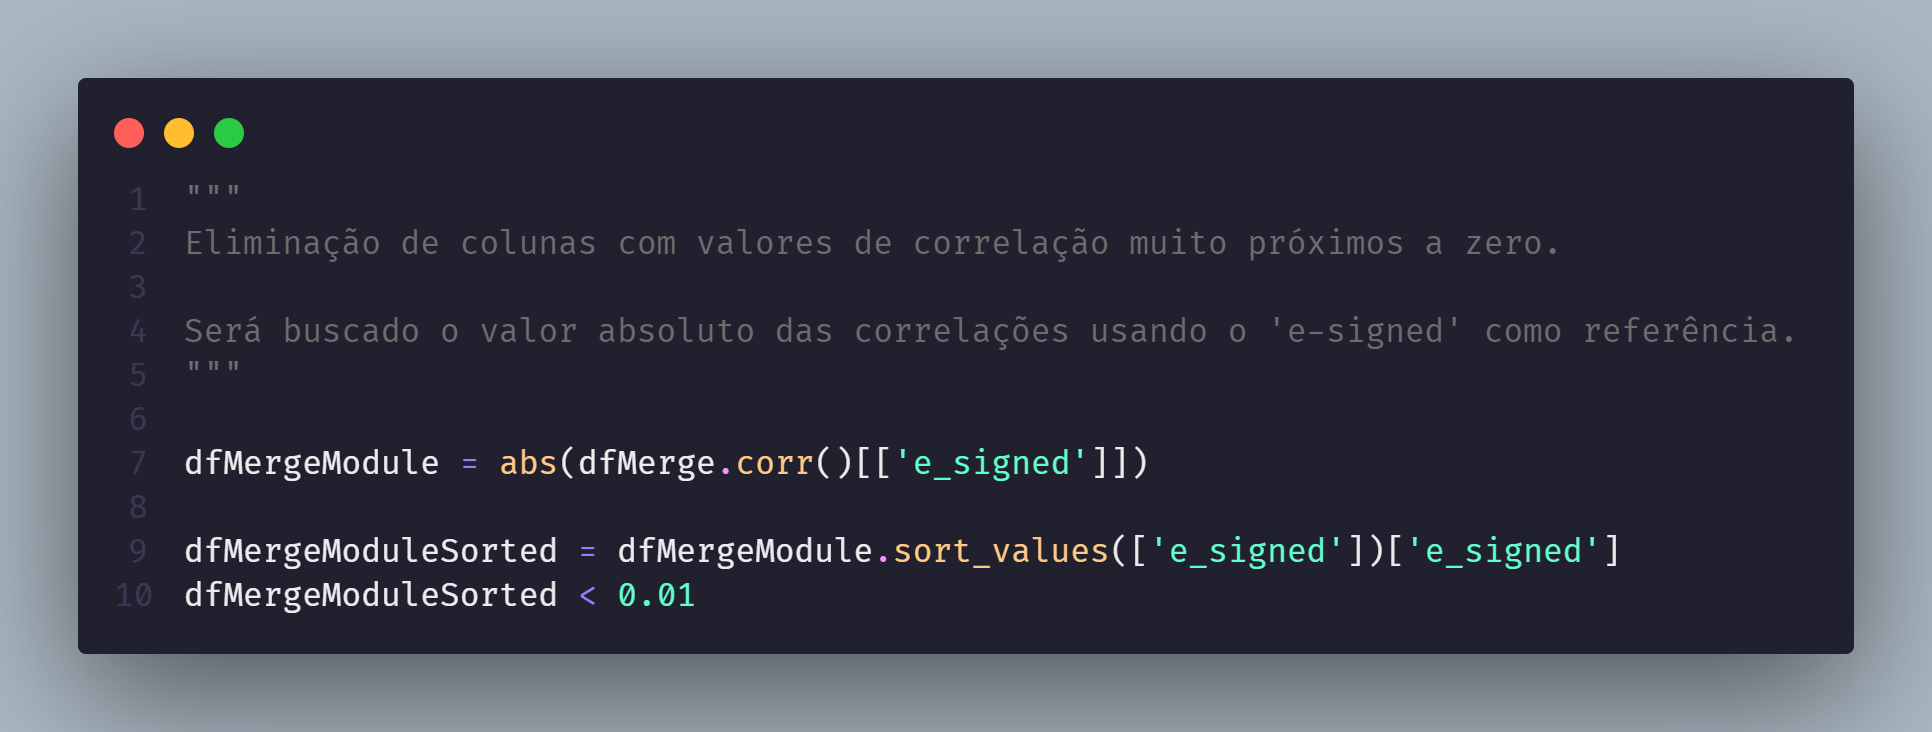 1 """
2 Eliminação de colunas com valores de correlação muito próximos a zero.
3
4 Será buscado o valor absoluto das correlações usando o 'e-signed' como referência.
5 """
6
7 dfMergeModule = abs(dfMerge.corr()[['e_signed']])
8
9 dfMergeModuleSorted = dfMergeModule.sort_values(['e_signed'])['e_signed']
10 dfMergeModuleSorted < 0.01